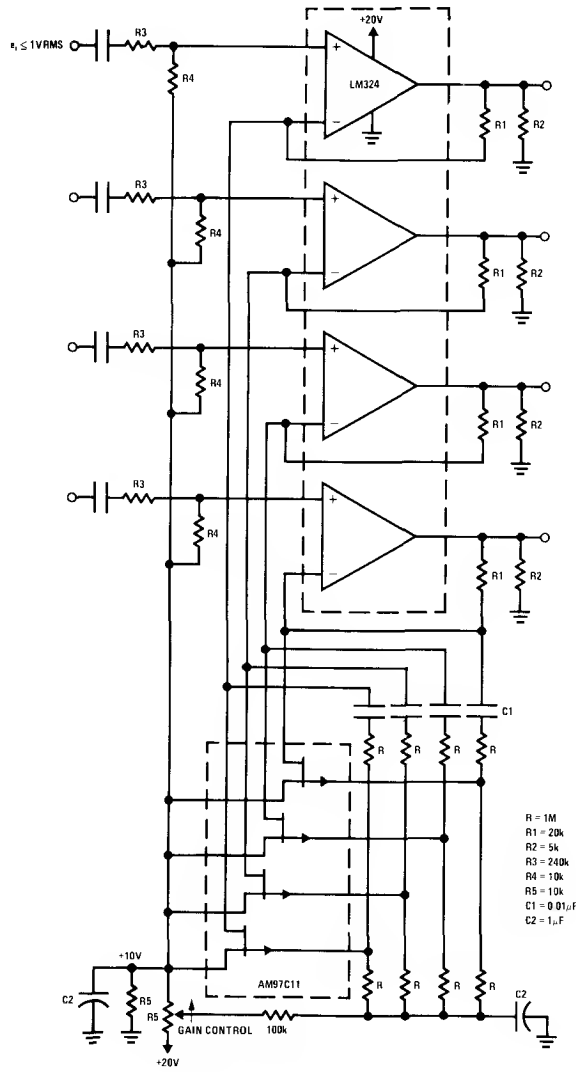 +20V
eᵢ ≤ 1V RMS
R3
R4
LM324
R1
R2
R3
R4
R1
R2
R3
R4
R1
R2
R3
R4
R1
R2
C1
R
R
R
R
R = 1M
R1 = 20k
R2 = 5k
R3 = 240k
R4 = 10k
R5 = 10k
C1 = 0.01μF
C2 = 1μF
+10V
AM97C11
R
R
R
R
C2
R5
R5
GAIN CONTROL
100k
C2
+20V